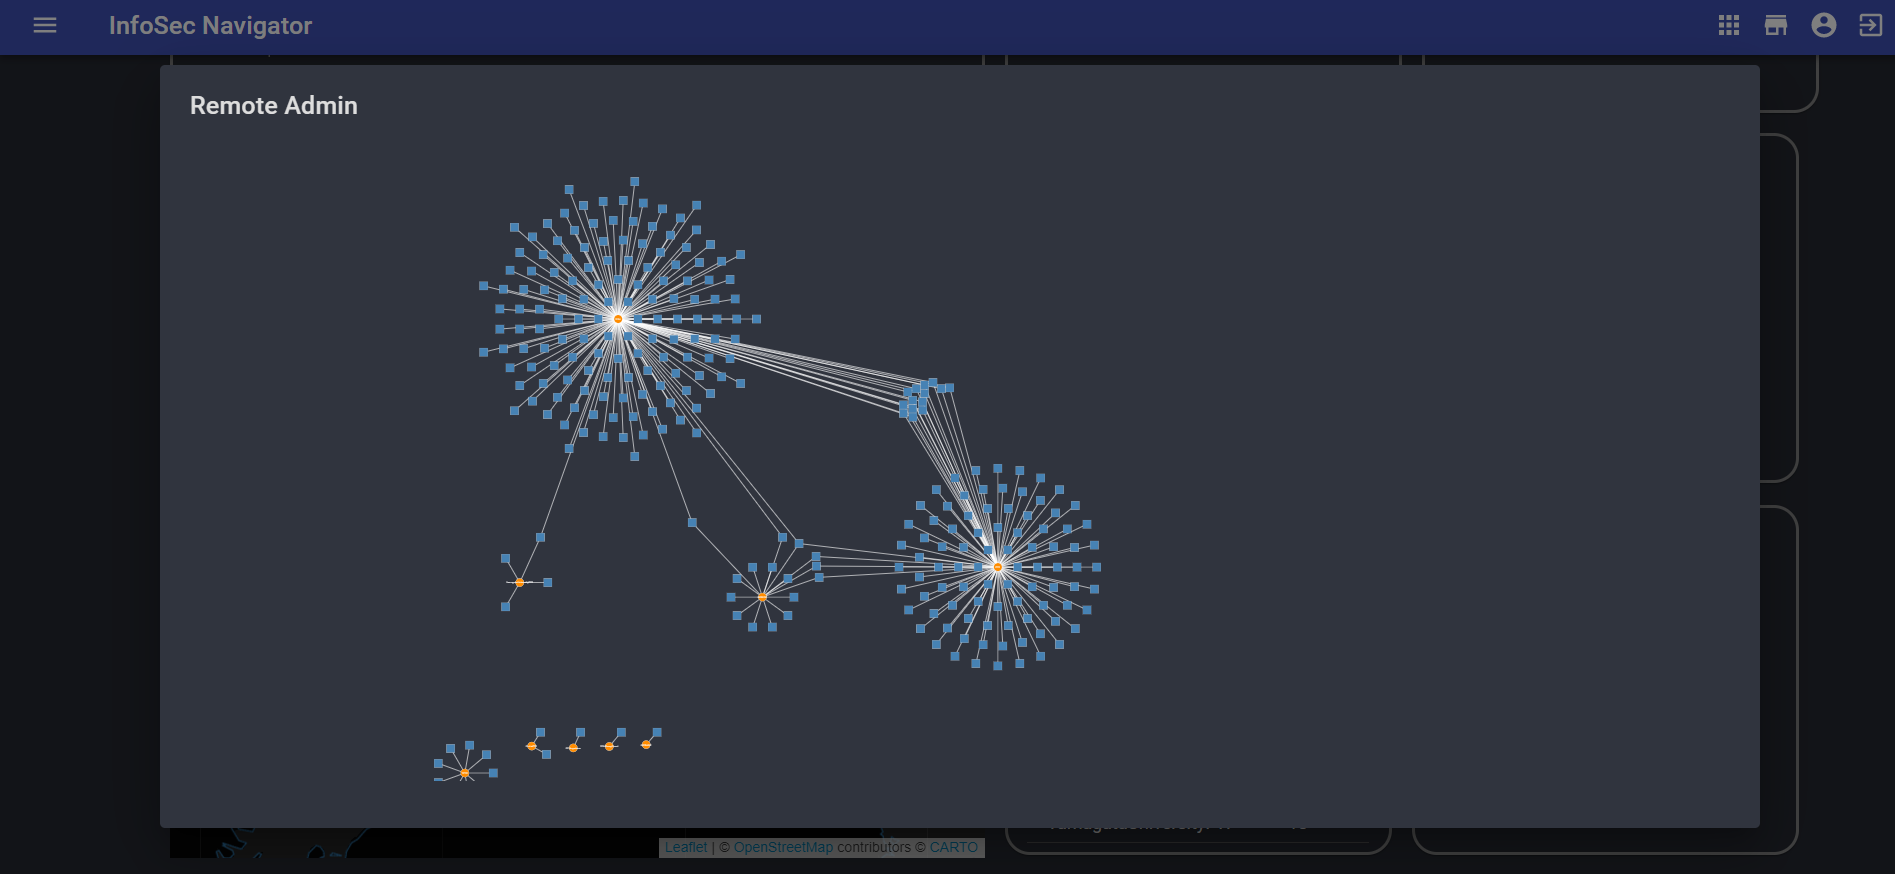 InfoSec Navigator
Remote Admin
Leaflet | © OpenStreetMap contributors © CARTO